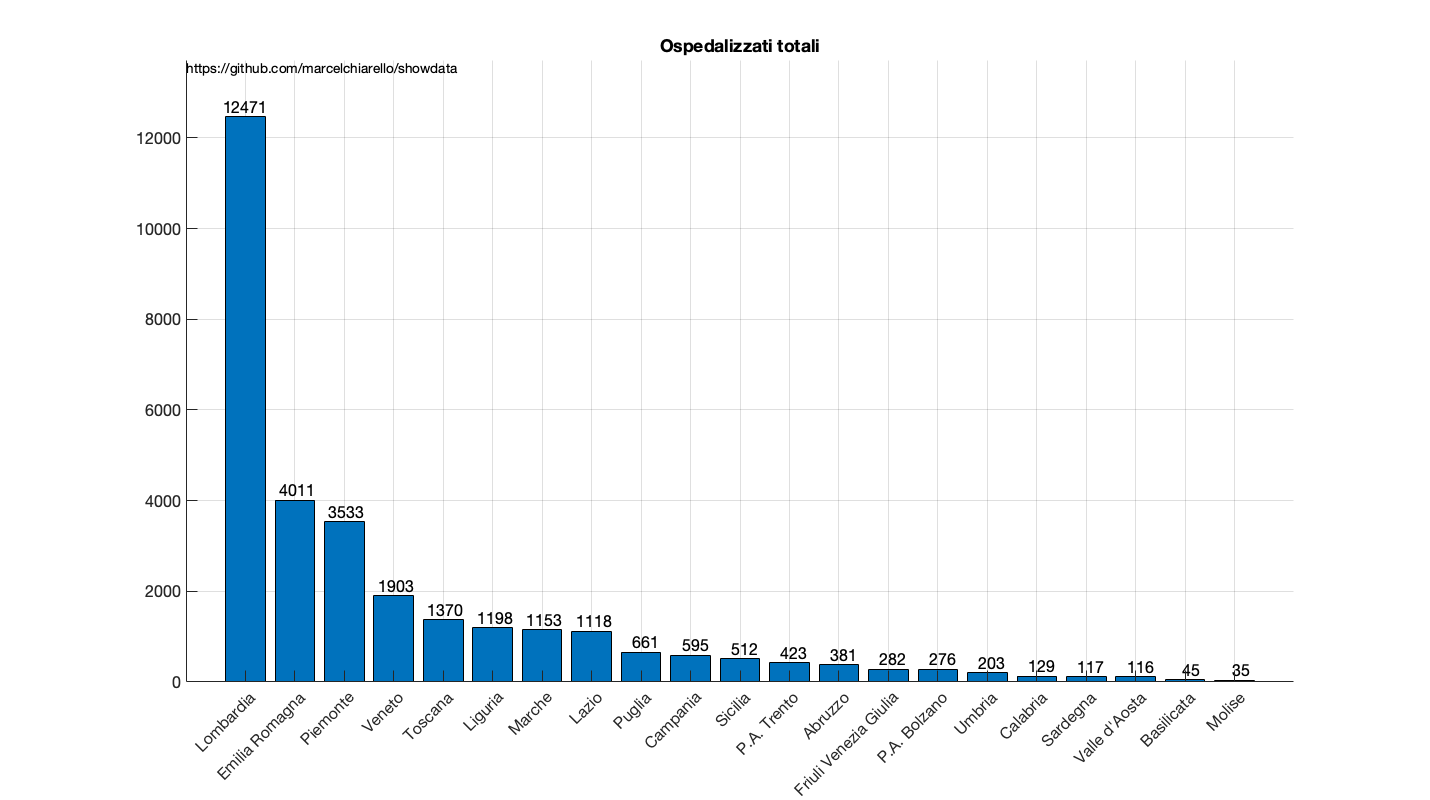 Ospedalizzati totali
https://github.com/marcelchiarello/showdata
12000
10000
8000
6000
4000
2000
0
12471
4011
3533
1903
1370
1198
1153
1118
661
595
512
423
381
282
276
203
129
117
116
45
35
Lombardia
Emilia Romagna
Piemonte
Veneto
Toscana
Liguria
Marche
Lazio
Puglia
Campania
Sicilia
P.A. Trento
Abruzzo
Friuli Venezia Giulia
P.A. Bolzano
Umbria
Calabria
Sardegna
Valle d'Aosta
Basilicata
Molise